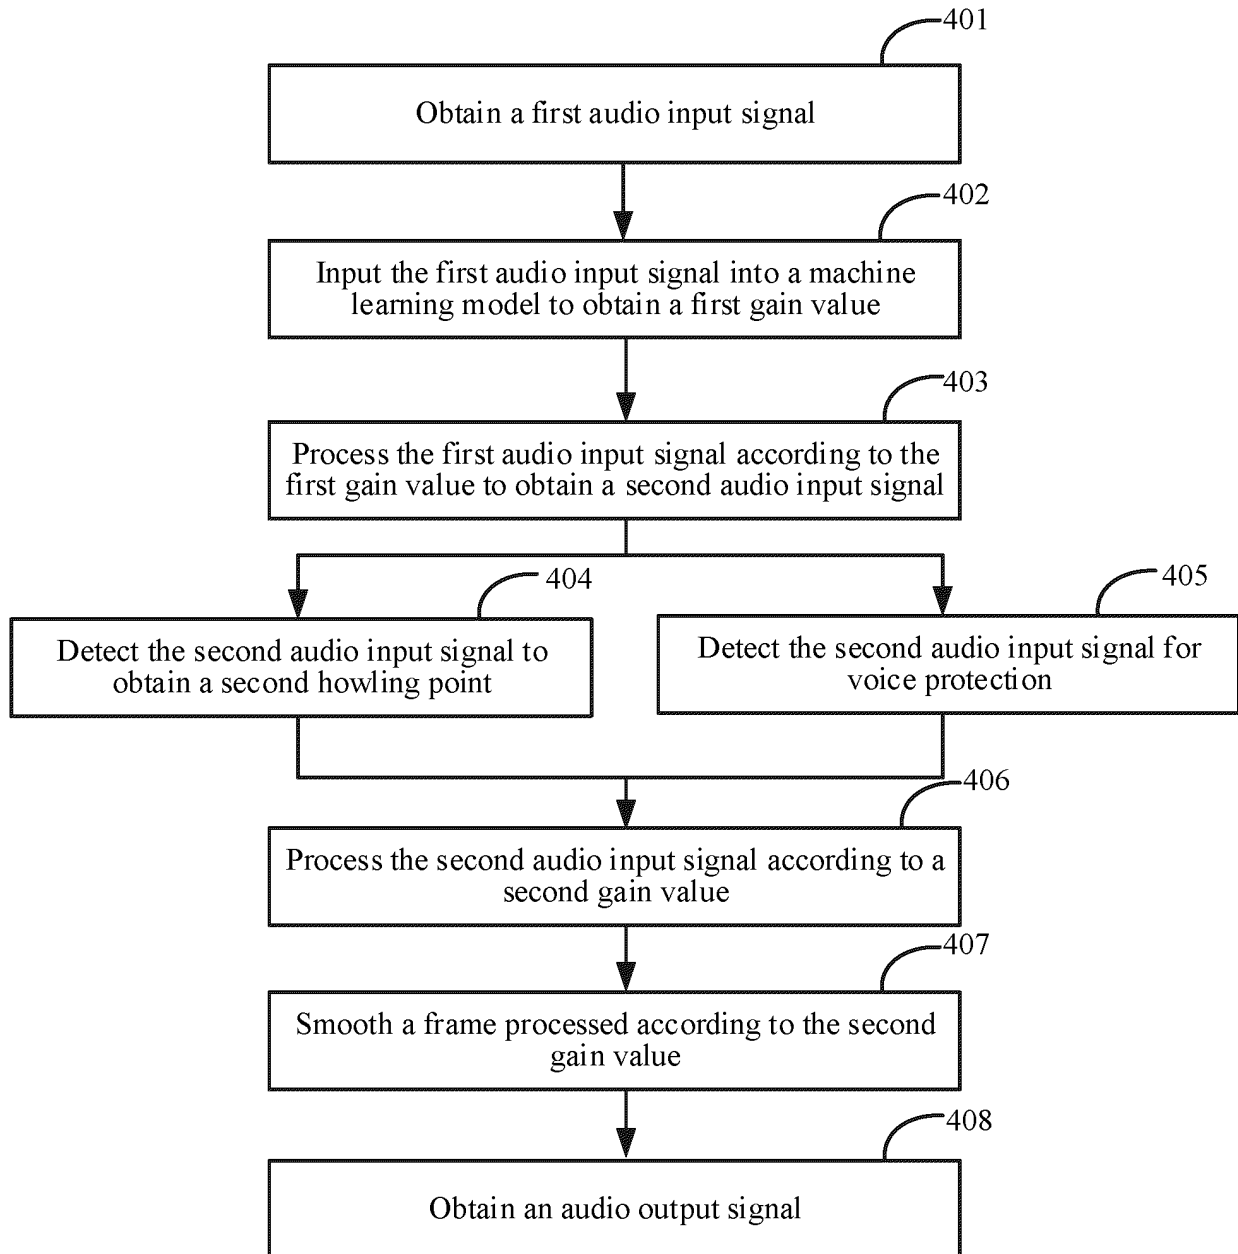 401
Obtain a first audio input signal
402
Input the first audio input signal into a machine
learning model to obtain a first gain value
403
Process the first audio input signal according to the
first gain value to obtain a second audio input signal
404
Detect the second audio input signal to
obtain a second howling point
405
Detect the second audio input signal for
voice protection
406
Process the second audio input signal according to a
second gain value
407
Smooth a frame processed according to the second
gain value
408
Obtain an audio output signal